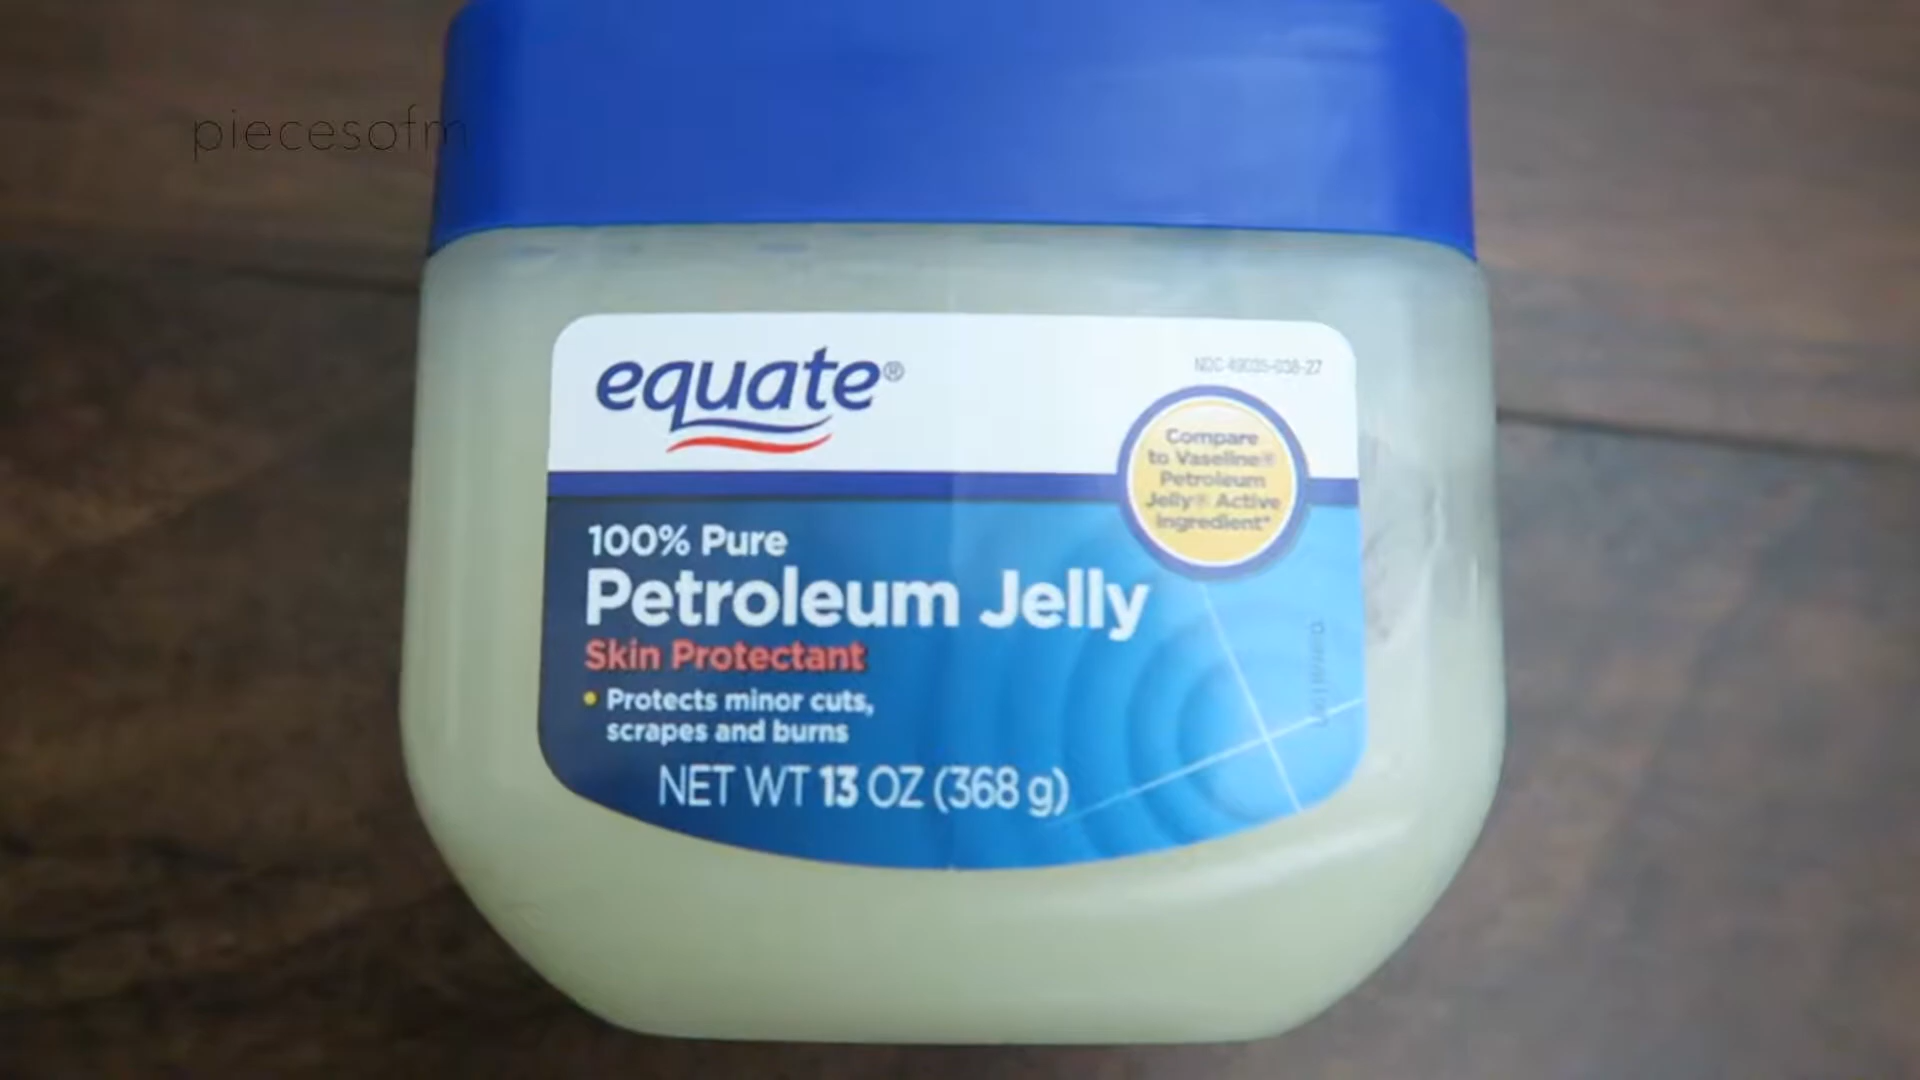 piecesofm
equate®
100% Pure
Petroleum Jelly
Skin Protectant
• Protects minor cuts,
scrapes and burns
NET WT 13 OZ (368 g)
Compare
to Vaseline®
Petroleum
Jelly® Active
Ingredient*